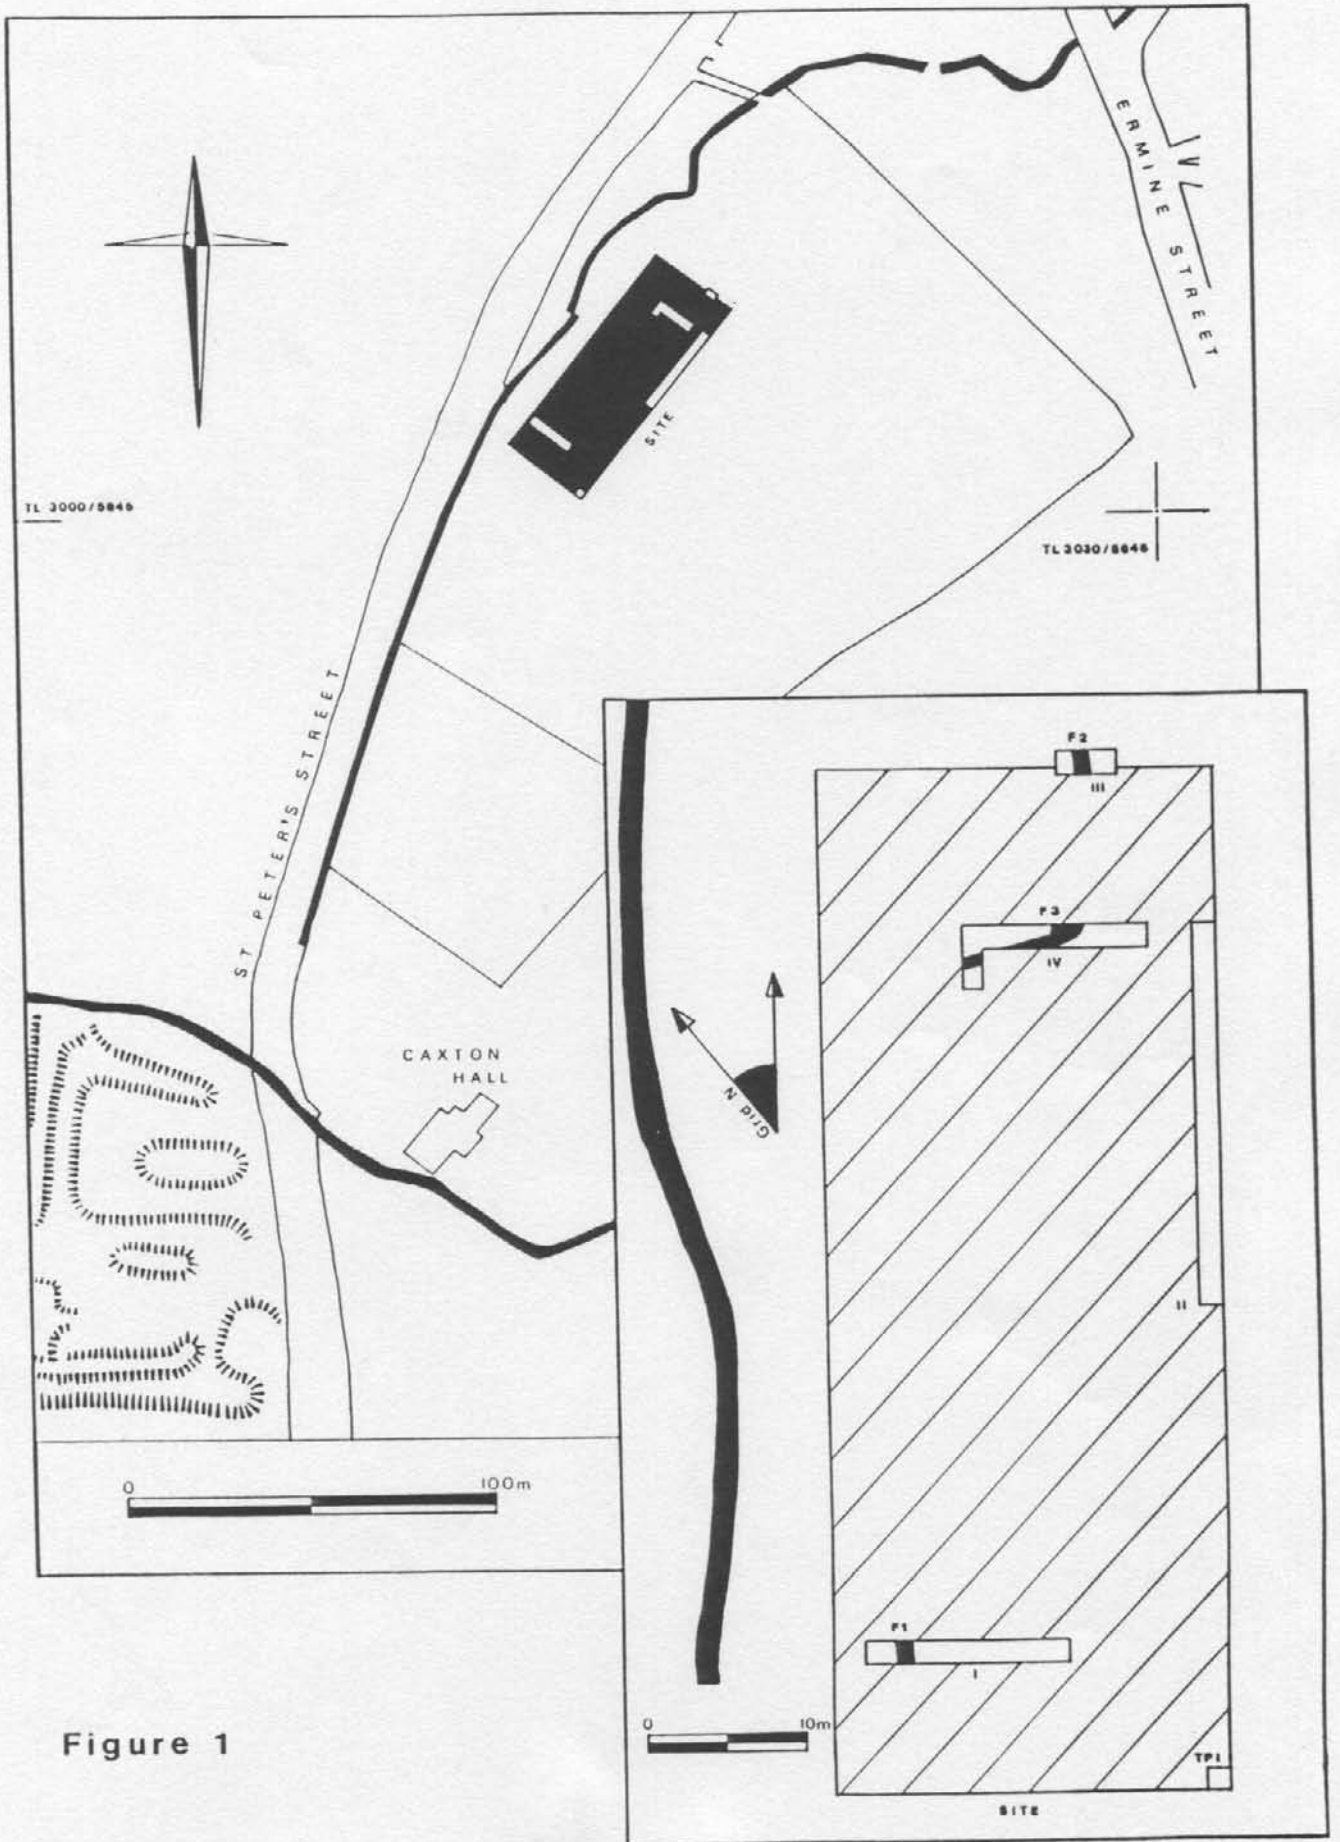 ERMINE STREET
SITE
TL 3000/5845
TL 3030/5845
ST PETER'S STREET
F2
III
F3
IV
CAXTON
HALL
Grid N
II
0 100m
F1
I
0 10m
TP1
SITE
Figure 1